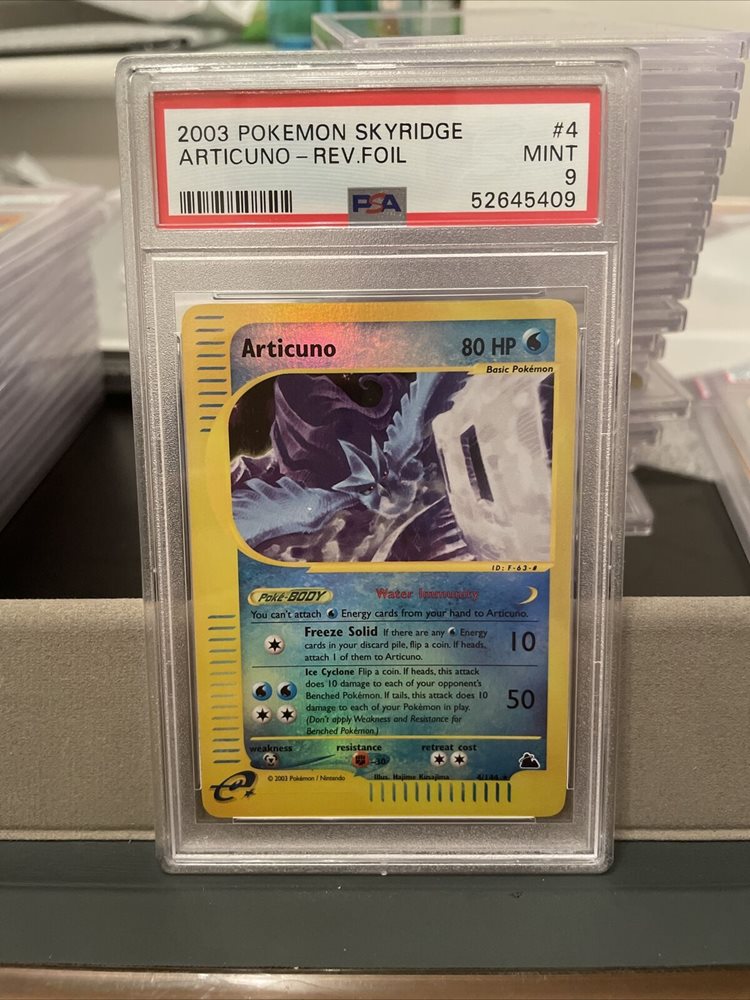 2003 POKEMON SKYRIDGE #4
ARTICUNO - REV.FOIL MINT
9
PSA 52645409
Articuno 80 HP
Basic Pokémon
ID: F-63-#
Poké-BODY Water Immunity
You can't attach Energy cards from your hand to Articuno.
Freeze Solid If there are any Energy
cards in your discard pile, flip a coin. If heads, 10
attach 1 of them to Articuno.
Ice Cyclone Flip a coin. If heads, this attack
does 10 damage to each of your opponent's
Benched Pokémon. If tails, this attack does 10 50
damage to each of your Pokémon in play.
(Don't apply Weakness and Resistance for
Benched Pokémon.)
weakness resistance retreat cost
-30
© 2003 Pokémon / Nintendo Illus. Hajime Kusajima 4/144 ★
e